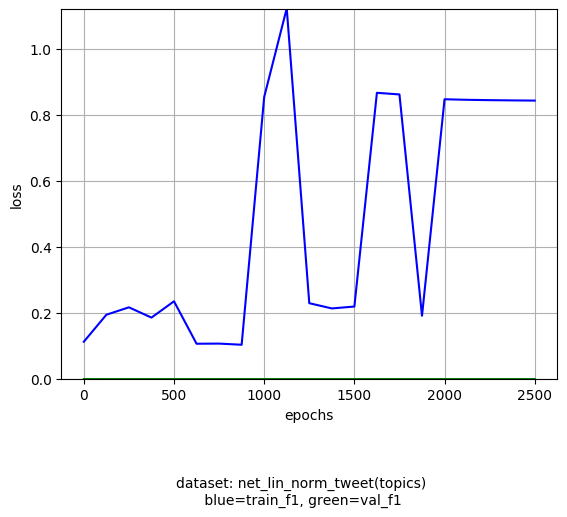 1.0
0.8
0.6
0.4
0.2
0.0
loss
0 500 1000 1500 2000 2500
epochs
dataset: net_lin_norm_tweet(topics)
blue=train_f1, green=val_f1